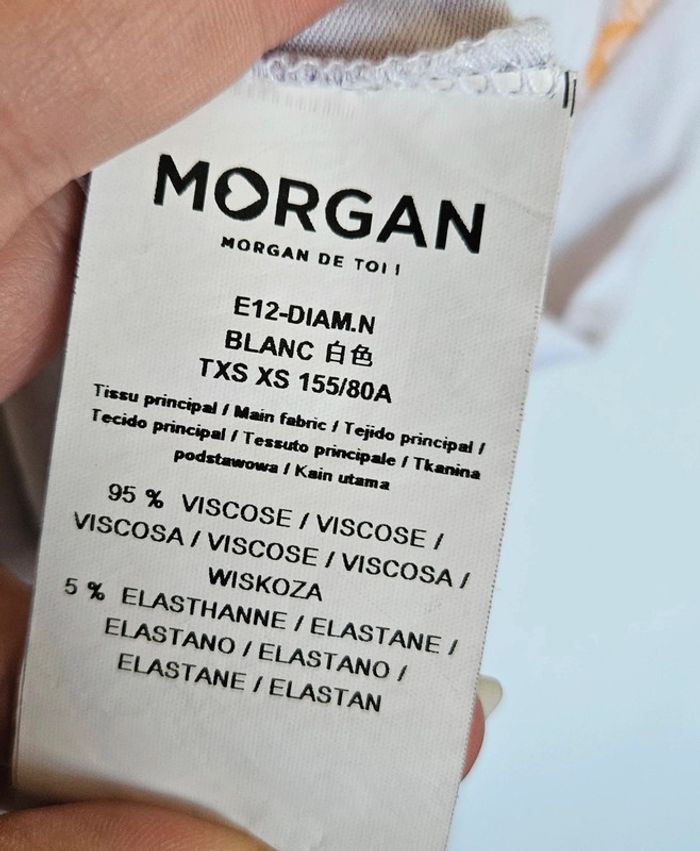 MORGAN
MORGAN DE TOI !
E12-DIAM.N
BLANC 白色
TXS XS 155/80A
Tissu principal / Main fabric / Tejido principal /
Tecido principal / Tessuto principale / Tkanina
podstawowa / Kain utama
95 % VISCOSE / VISCOSE /
VISCOSA / VISCOSE / VISCOSA /
WISKOZA
5 % ELASTHANNE / ELASTANE /
ELASTANO / ELASTANO /
ELASTANE / ELASTAN